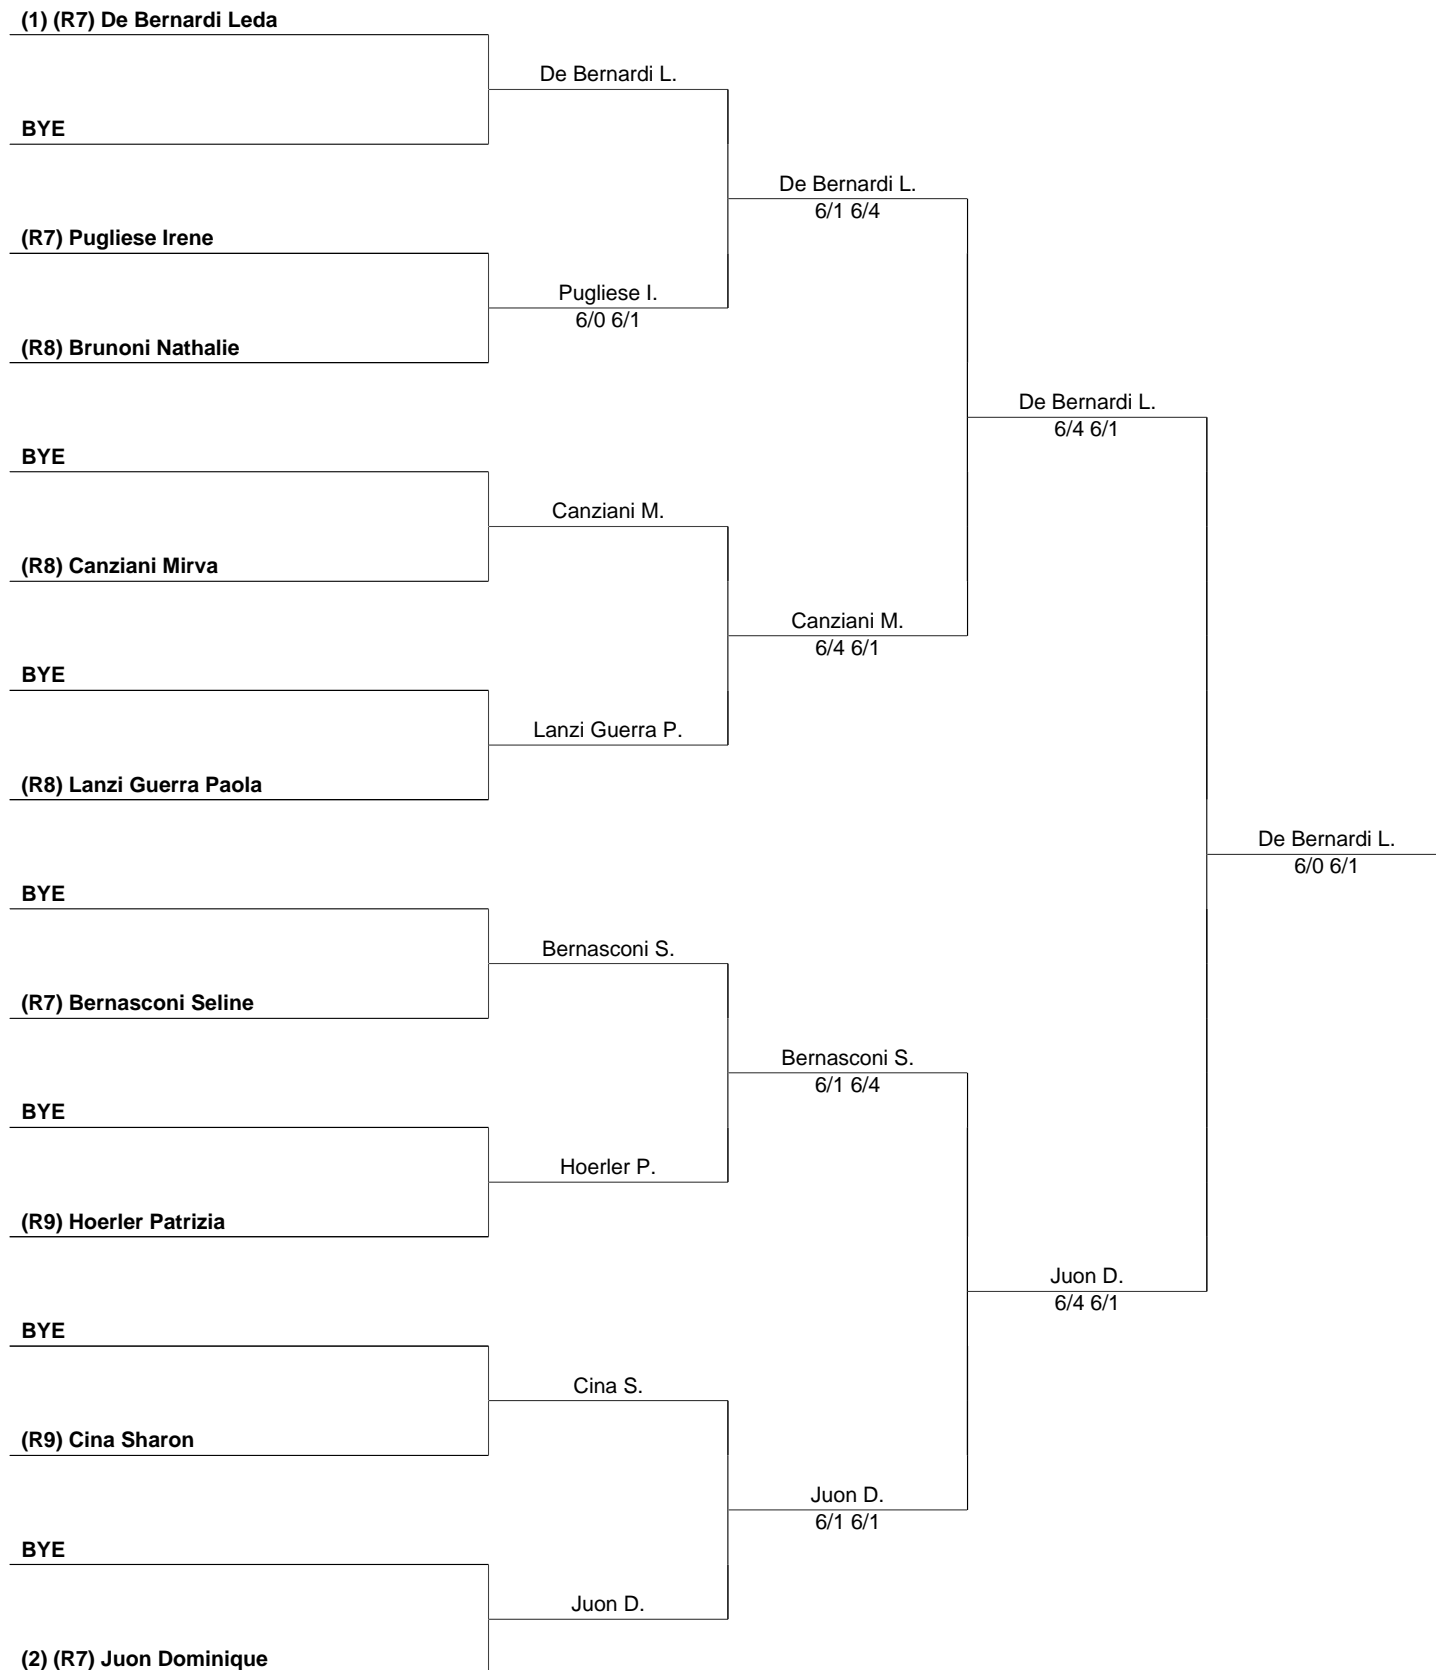 (1) (R7) De Bernardi Leda
De Bernardi L.
BYE
De Bernardi L.
6/1 6/4
(R7) Pugliese Irene
Pugliese I.
6/0 6/1
(R8) Brunoni Nathalie
De Bernardi L.
6/4 6/1
BYE
Canziani M.
(R8) Canziani Mirva
Canziani M.
6/4 6/1
BYE
Lanzi Guerra P.
(R8) Lanzi Guerra Paola
De Bernardi L.
6/0 6/1
BYE
Bernasconi S.
(R7) Bernasconi Seline
Bernasconi S.
6/1 6/4
BYE
Hoerler P.
(R9) Hoerler Patrizia
Juon D.
6/4 6/1
BYE
Cina S.
(R9) Cina Sharon
Juon D.
6/1 6/1
BYE
Juon D.
(2) (R7) Juon Dominique